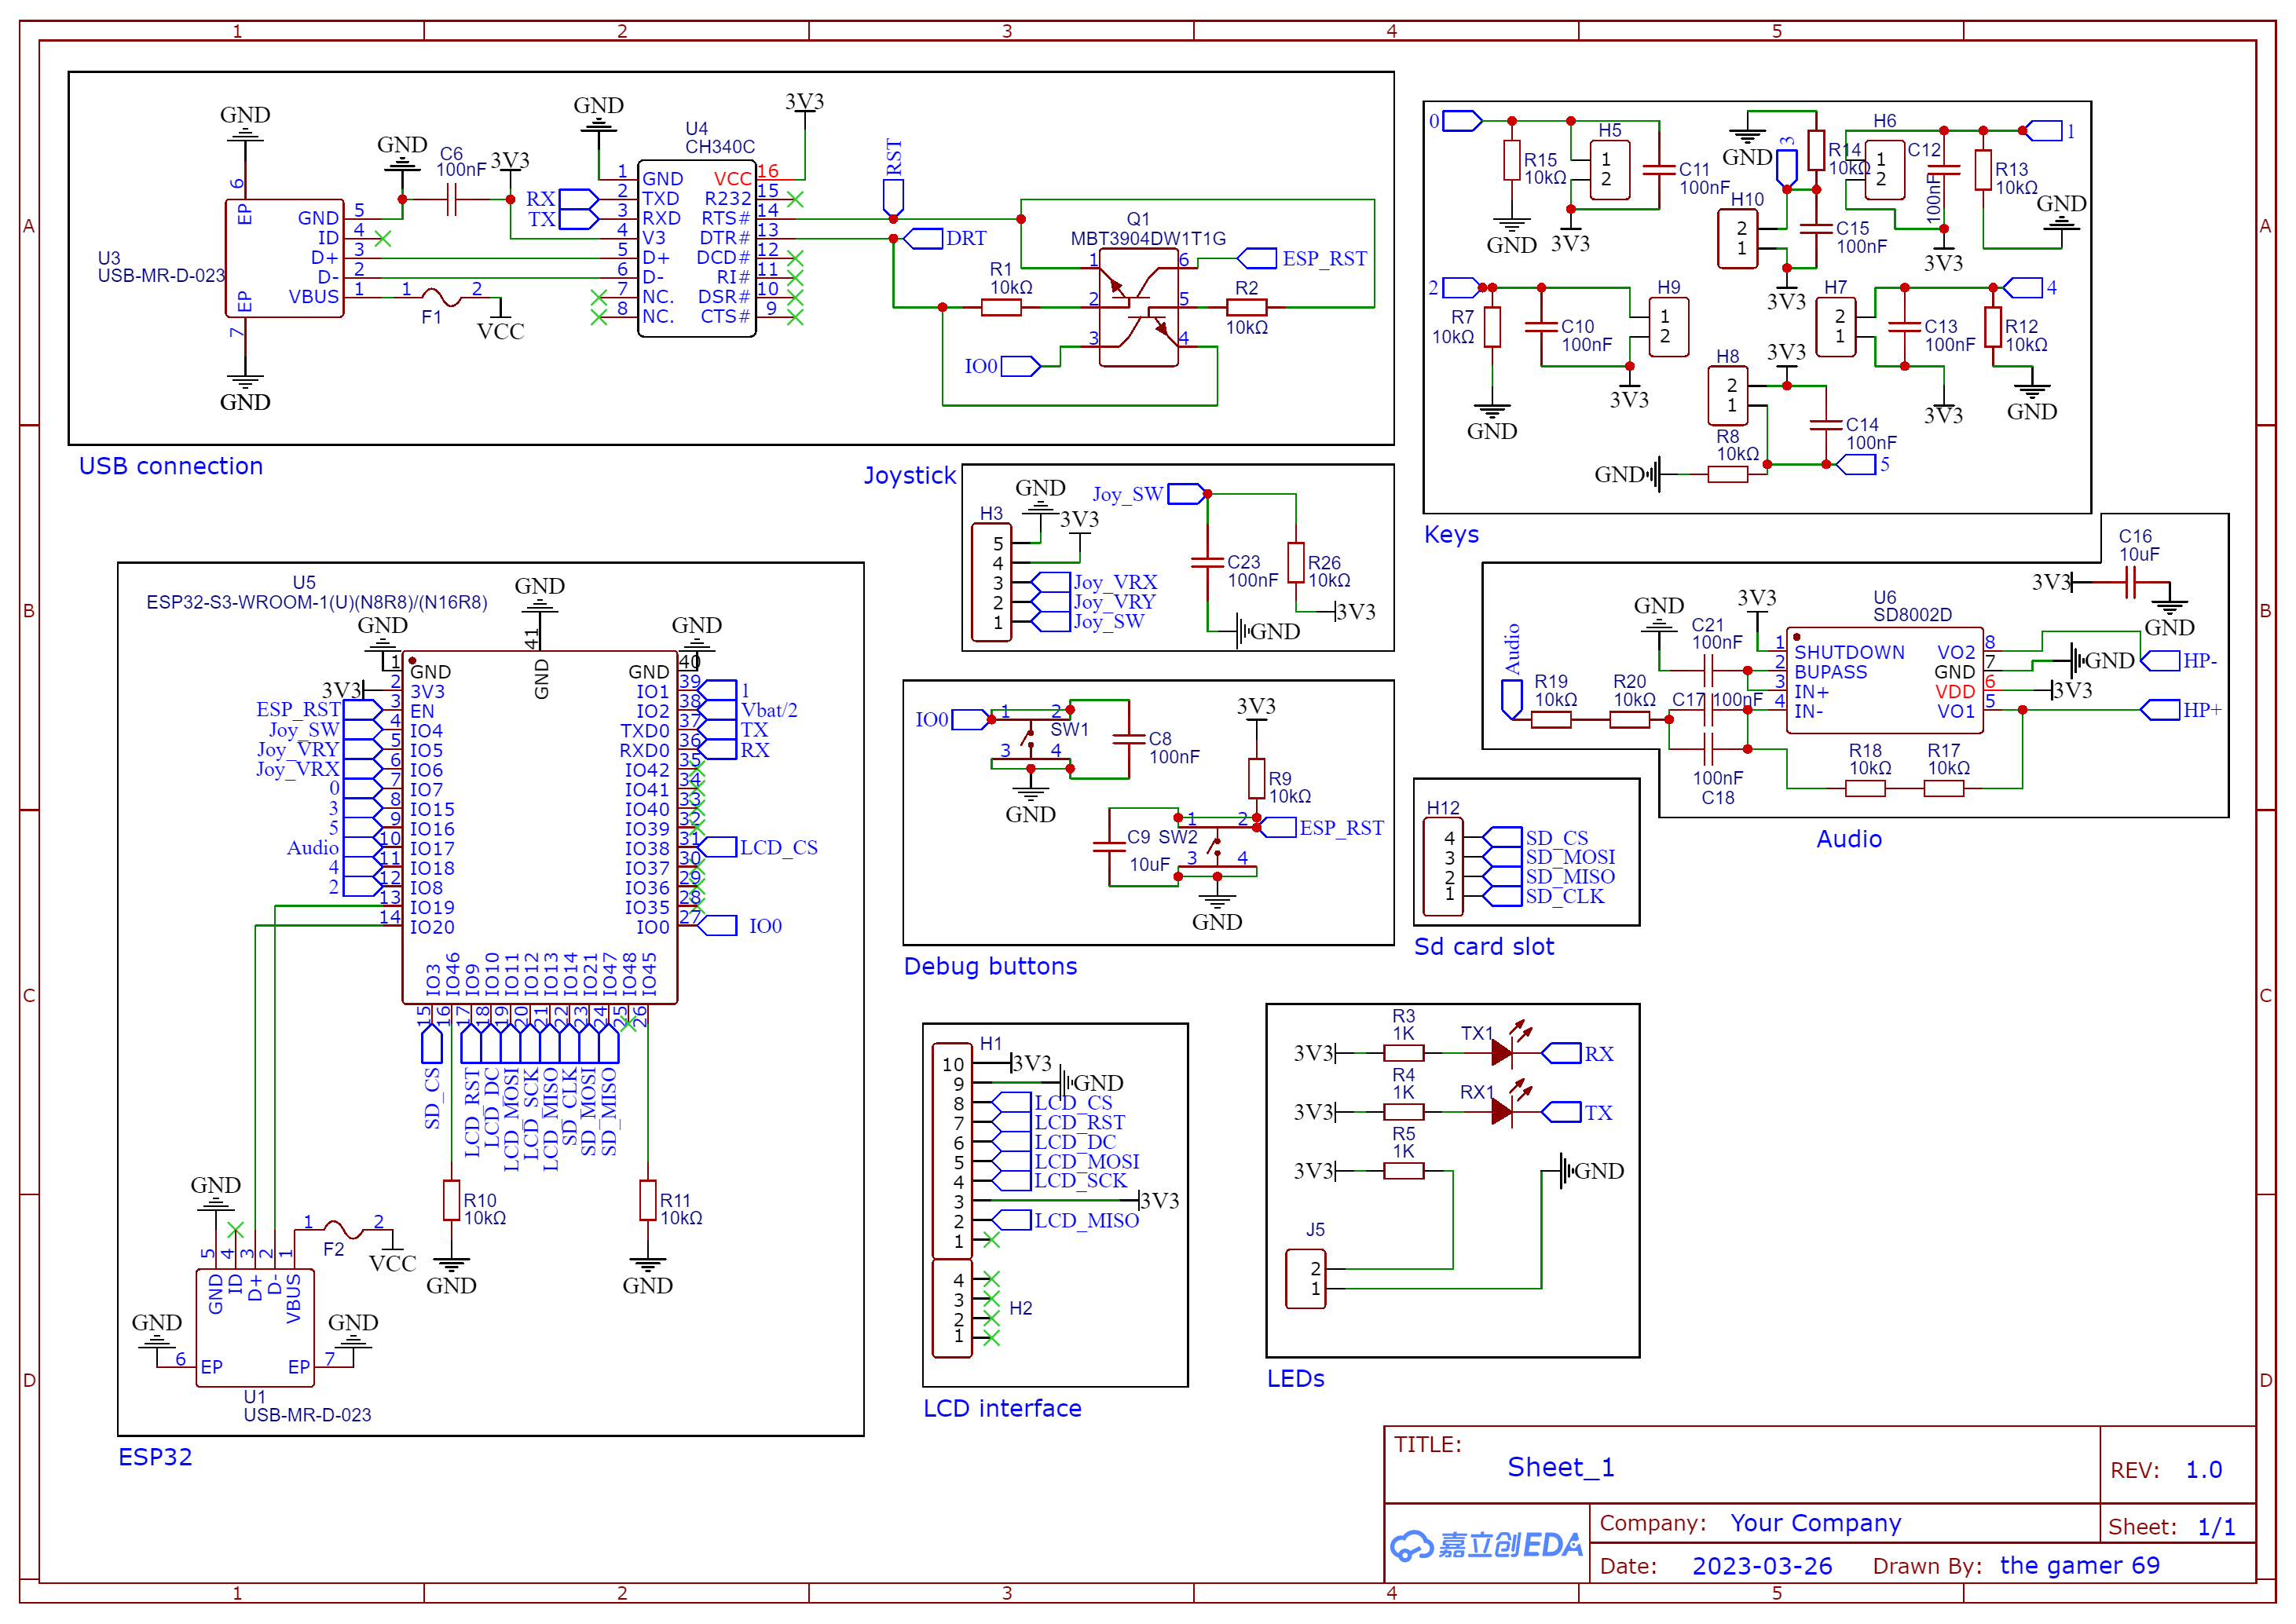 1 2 3 4 5
A
B
C
D
A
B
C
D
1 2 3 4 5
USB connection
GND
6
EP
U3
USB-MR-D-023
GND 5
ID 4
D+ 3
D- 2
VBUS 1
EP
7
GND
GND
C6
100nF
3V3
1 2
F1
VCC
GND
U4
CH340C
3V3
RX
TX
1 GND
2 TXD
3 RXD
4 V3
5 D+
6 D-
7 NC.
8 NC.
VCC 16
R232 15
RTS# 14
DTR# 13
DCD# 12
RI# 11
DSR# 10
CTS# 9
RST
DRT
R1
10kΩ
Q1
MBT3904DW1T1G
1
2
3
6
5
4
ESP_RST
R2
10kΩ
IO0
Keys
0
R15
10kΩ
GND
H5
1
2
C11
100nF
3V3
GND
3
R14
10kΩ
H10
2
1
C15
100nF
3V3
H6
1
2
C12
100nF
3V3
R13
10kΩ
1
GND
2
R7
10kΩ
GND
C10
100nF
H9
1
2
3V3
H7
2
1
C13
100nF
3V3
R12
10kΩ
4
GND
H8
2
1
3V3
C14
100nF
R8
10kΩ
GND
5
Joystick
H3
5
4
3
2
1
GND
3V3
Joy_VRX
Joy_VRY
Joy_SW
Joy_SW
C23
100nF
R26
10kΩ
3V3
GND
ESP32
U5
ESP32-S3-WROOM-1(U)(N8R8)/(N16R8)
GND
41
GND
GND
GND
3V3
ESP_RST
Joy_SW
Joy_VRY
Joy_VRX
0
3
5
Audio
4
2
1 GND
2 3V3
3 EN
4 IO4
5 IO5
6 IO6
7 IO7
8 IO15
9 IO16
10 IO17
11 IO18
12 IO8
13 IO19
14 IO20
GND 40
IO1 39 1
IO2 38 Vbat/2
TXD0 37 TX
RXD0 36 RX
IO42 35
IO41 34
IO40 33
IO39 32
IO38 31 LCD_CS
IO37 30
IO36 29
IO35 28
IO0 27 IO0
IO3 IO46 IO9 IO10 IO11 IO12 IO13 IO14 IO21 IO47 IO48 IO45
15 16 17 18 19 20 21 22 23 24 25 26
SD_CS
LCD_RST
LCD_DC
LCD_MOSI
LCD_SCK
LCD_MISO
SD_CLK
SD_MOSI
SD_MISO
R10
10kΩ
GND
R11
10kΩ
GND
GND
1 2
F2
VCC
5 4 3 2 1
GND ID D+ D- VBUS
GND
6 EP
EP 7
GND
U1
USB-MR-D-023
Debug buttons
IO0
1 2
SW1
3 4
GND
C8
100nF
3V3
R9
10kΩ
ESP_RST
C9
10uF
SW2
1 2
3 4
GND
Sd card slot
H12
4 SD_CS
3 SD_MOSI
2 SD_MISO
1 SD_CLK
Audio
C16
10uF
3V3
GND
Audio
R19
10kΩ
R20
10kΩ
GND
C21
100nF
C17 100nF
100nF
C18
3V3
U6
SD8002D
1 SHUTDOWN
2 BUPASS
3 IN+
4 IN-
VO2 8
GND 7
VDD 6
VO1 5
GND
3V3
HP-
HP+
R18
10kΩ
R17
10kΩ
LCD interface
H1
10 3V3
9 GND
8 LCD_CS
7 LCD_RST
6 LCD_DC
5 LCD_MOSI
4 LCD_SCK
3 3V3
2 LCD_MISO
1
4
3
2
1
H2
LEDs
3V3
R3
1K
TX1
RX
3V3
R4
1K
RX1
TX
3V3
R5
1K
GND
J5
2
1
TITLE:
Sheet_1
REV: 1.0
嘉立创EDA
Company: Your Company
Sheet: 1/1
Date: 2023-03-26
Drawn By: the gamer 69